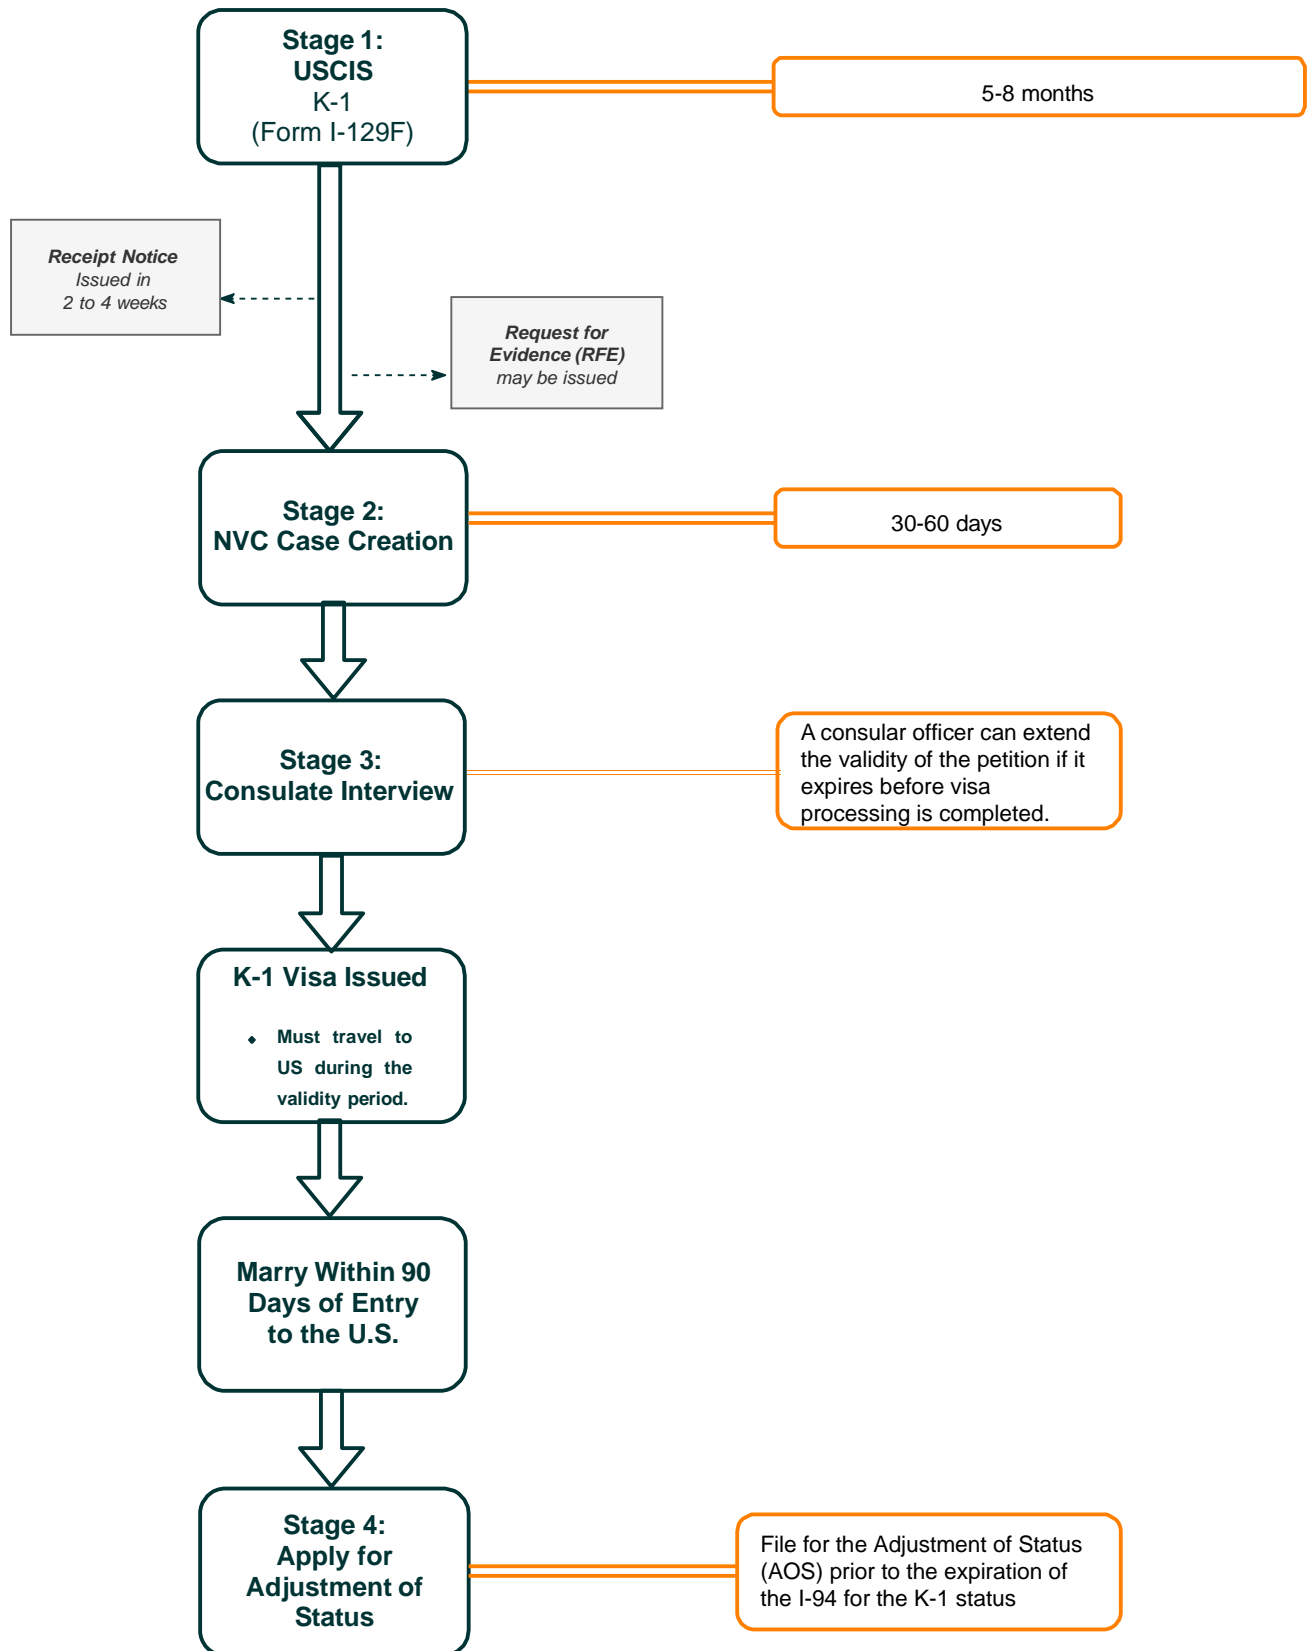 Stage 1:
USCIS
K-1
(Form I-129F)
5-8 months
Receipt Notice
Issued in
2 to 4 weeks
Request for
Evidence (RFE)
may be issued
Stage 2:
NVC Case Creation
30-60 days
Stage 3:
Consulate Interview
A consular officer can extend
the validity of the petition if it
expires before visa
processing is completed.
K-1 Visa Issued
◆ Must travel to
US during the
validity period.
Marry Within 90
Days of Entry
to the U.S.
Stage 4:
Apply for
Adjustment of
Status
File for the Adjustment of Status
(AOS) prior to the expiration of
the I-94 for the K-1 status